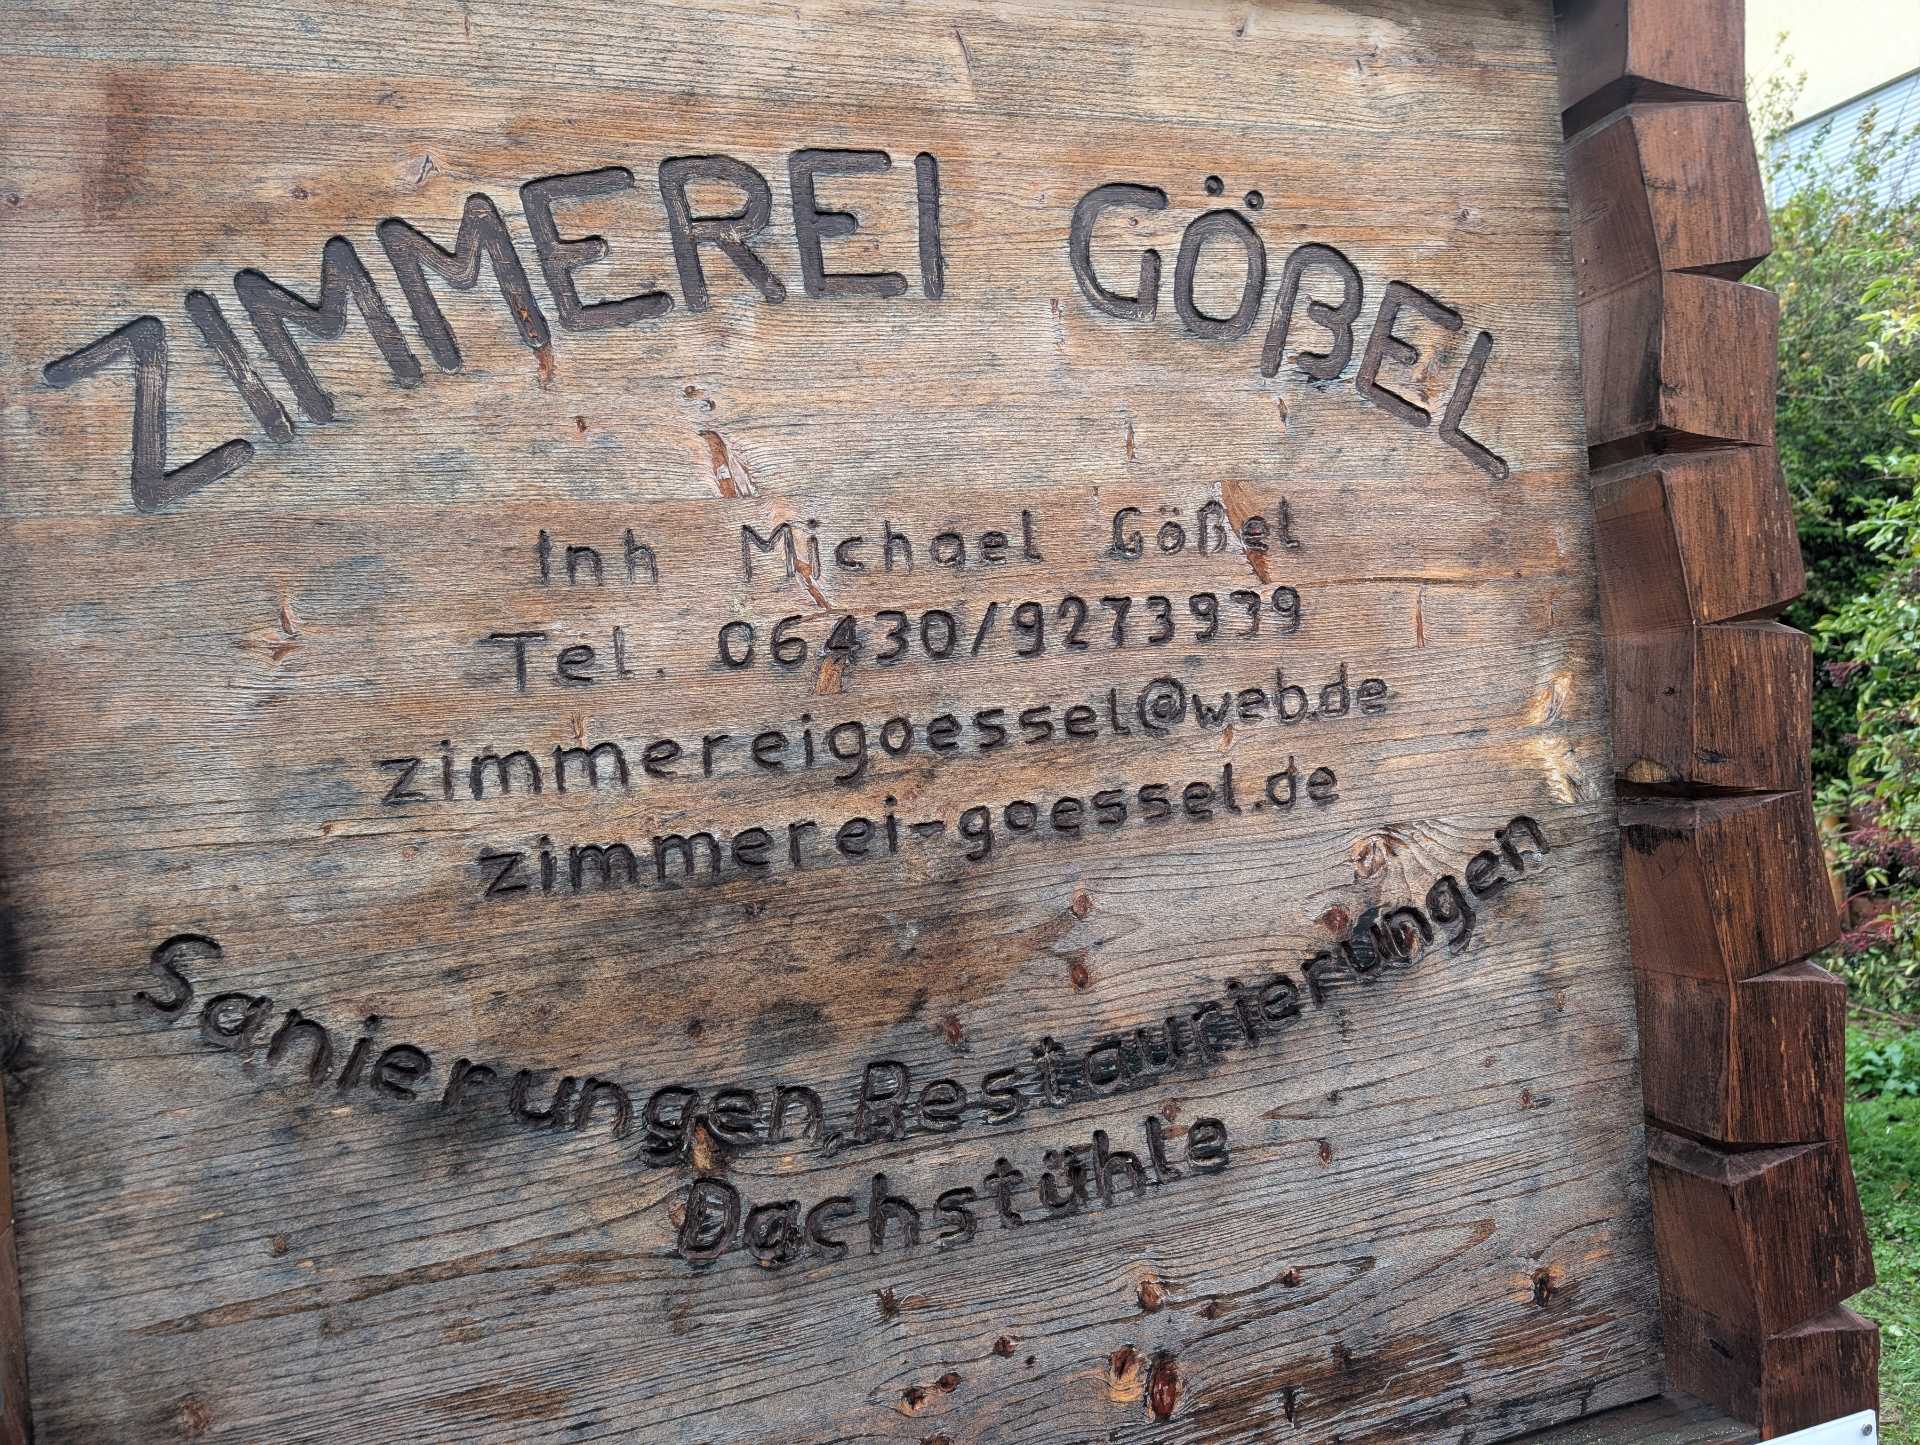 ZIMMEREI GÖßEL
Inh Michael Gößel
Tel. 06430/9273939
zimmereigoessel@web.de
zimmerei-goessel.de
Sanierungen,Restaurierungen
Dachstühle